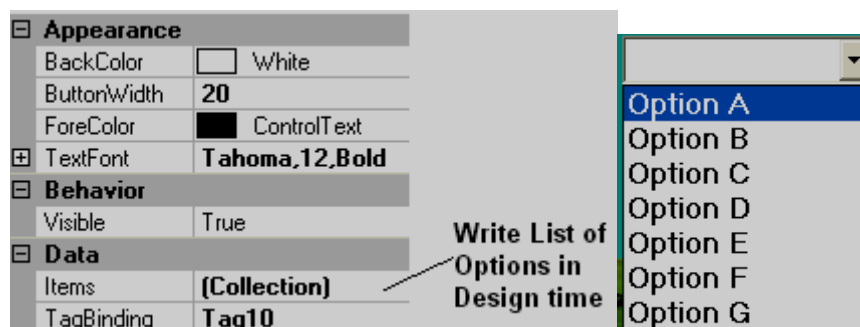 Appearance
BackColor White
ButtonWidth 20
ForeColor ControlText
TextFont Tahoma,12,Bold
Behavior
Visible True
Data
Items (Collection)
TagBinding Tag10
Write List of
Options in
Design time
Option A
Option B
Option C
Option D
Option E
Option F
Option G